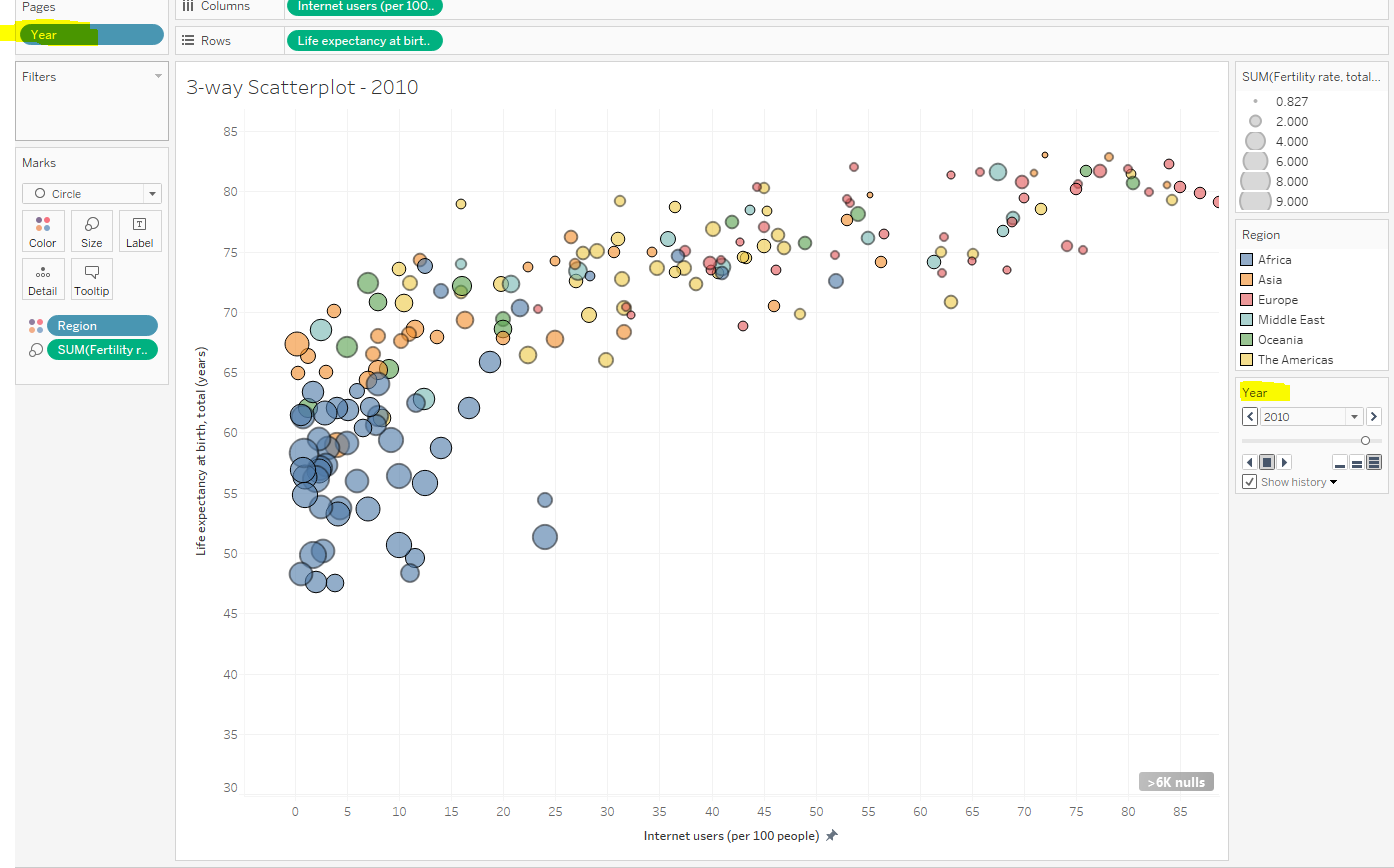 Pages
Year
Columns
Internet users (per 100..
Rows
Life expectancy at birt..
Filters
Marks
Circle
Color
Size
Label
Detail
Tooltip
Region
SUM(Fertility r..
3-way Scatterplot - 2010
Life expectancy at birth, total (years)
85
80
75
70
65
60
55
50
45
40
35
30
>6K nulls
0 5 10 15 20 25 30 35 40 45 50 55 60 65 70 75 80 85
Internet users (per 100 people)
SUM(Fertility rate, total...
0.827
2.000
4.000
6.000
8.000
9.000
Region
Africa
Asia
Europe
Middle East
Oceania
The Americas
Year
2010
Show history